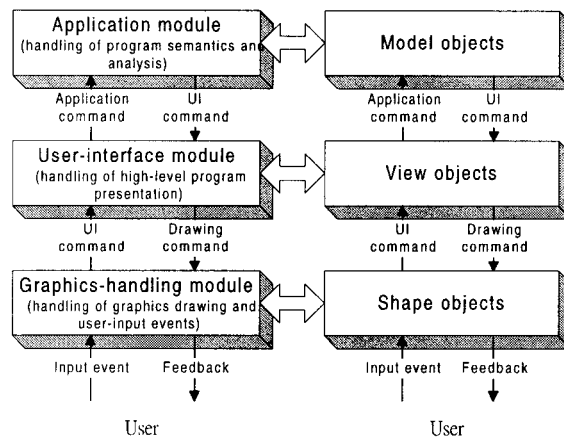 Application module
(handling of program semantics and
analysis)
Model objects
Application
command
UI
command
Application
command
UI
command
User-interface module
(handling of high-level program
presentation)
View objects
UI
command
Drawing
command
UI
command
Drawing
command
Graphics-handling module
(handling of graphics drawing and
user-input events)
Shape objects
Input event
Feedback
Input event
Feedback
User
User